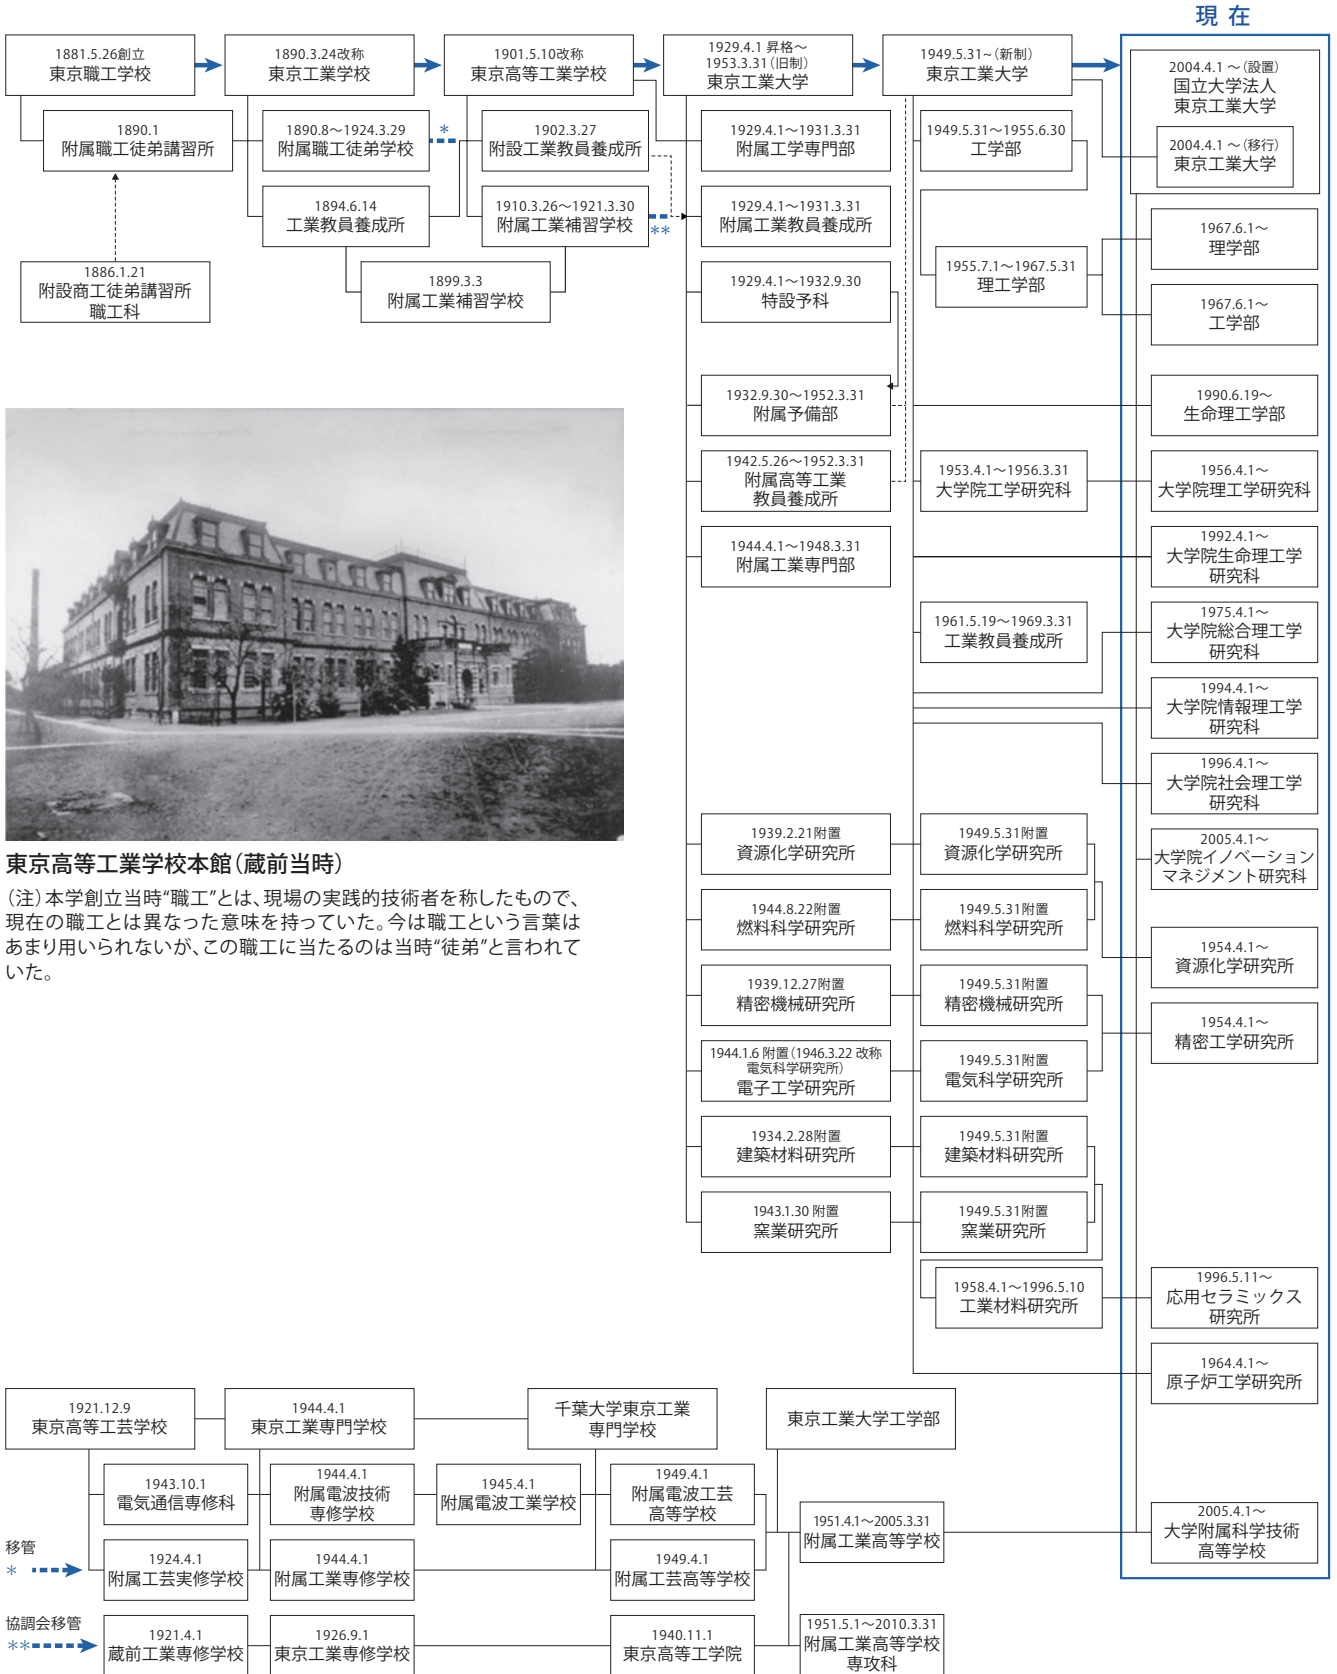 現在
1881.5.26創立
東京職工学校
1890.3.24改称
東京工業学校
1901.5.10改称
東京高等工業学校
1929.4.1 昇格～
1953.3.31（旧制）
東京工業大学
1949.5.31～（新制）
東京工業大学
2004.4.1 ～（設置）
国立大学法人
東京工業大学
2004.4.1 ～（移行）
東京工業大学
1890.1
附属職工徒弟講習所
1890.8～1924.3.29
附属職工徒弟学校
*
1902.3.27
附設工業教員養成所
1929.4.1～1931.3.31
附属工学専門部
1949.5.31～1955.6.30
工学部
1894.6.14
工業教員養成所
1910.3.26～1921.3.30
附属工業補習学校
**
1929.4.1～1931.3.31
附属工業教員養成所
1967.6.1～
理学部
1886.1.21
附設商工徒弟講習所
職工科
1899.3.3
附属工業補習学校
1929.4.1～1932.9.30
特設予科
1955.7.1～1967.5.31
理工学部
1967.6.1～
工学部
1932.9.30～1952.3.31
附属予備部
1990.6.19～
生命理工学部
1942.5.26～1952.3.31
附属高等工業
教員養成所
1953.4.1～1956.3.31
大学院工学研究科
1956.4.1～
大学院理工学研究科
1944.4.1～1948.3.31
附属工業専門部
1992.4.1～
大学院生命理工学
研究科
1961.5.19～1969.3.31
工業教員養成所
1975.4.1～
大学院総合理工学
研究科
1994.4.1～
大学院情報理工学
研究科
1996.4.1～
大学院社会理工学
研究科
1939.2.21附置
資源化学研究所
1949.5.31附置
資源化学研究所
2005.4.1～
大学院イノベーション
マネジメント研究科
1944.8.22附置
燃料科学研究所
1949.5.31附置
燃料科学研究所
1954.4.1～
資源化学研究所
1939.12.27附置
精密機械研究所
1949.5.31附置
精密機械研究所
1954.4.1～
精密工学研究所
1944.1.6 附置（1946.3.22 改称
電気科学研究所）
電子工学研究所
1949.5.31附置
電気科学研究所
1934.2.28附置
建築材料研究所
1949.5.31附置
建築材料研究所
1943.1.30 附置
窯業研究所
1949.5.31附置
窯業研究所
1958.4.1～1996.5.10
工業材料研究所
1996.5.11～
応用セラミックス
研究所
1964.4.1～
原子炉工学研究所
東京高等工業学校本館（蔵前当時）
（注）本学創立当時“職工”とは、現場の実践的技術者を称したもので、
現在の職工とは異なった意味を持っていた。今は職工という言葉は
あまり用いられないが、この職工に当たるのは当時“徒弟”と言われて
いた。
1921.12.9
東京高等工芸学校
1944.4.1
東京工業専門学校
千葉大学東京工業
専門学校
東京工業大学工学部
1943.10.1
電気通信専修科
1944.4.1
附属電波技術
専修学校
1945.4.1
附属電波工業学校
1949.4.1
附属電波工芸
高等学校
1951.4.1～2005.3.31
附属工業高等学校
2005.4.1～
大学附属科学技術
高等学校
移管
*
1924.4.1
附属工芸実修学校
1944.4.1
附属工業専修学校
1949.4.1
附属工芸高等学校
協調会移管
**
1921.4.1
蔵前工業専修学校
1926.9.1
東京工業専修学校
1940.11.1
東京高等工学院
1951.5.1～2010.3.31
附属工業高等学校
専攻科